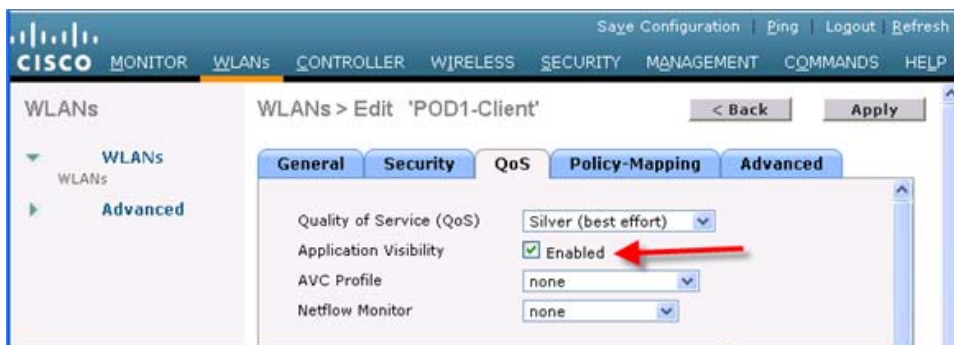 Save Configuration | Ping | Logout | Refresh
CISCO MONITOR WLANs CONTROLLER WIRELESS SECURITY MANAGEMENT COMMANDS HELP
WLANs
WLANs > Edit 'POD1-Client'
< Back
Apply
WLANs
WLANs
Advanced
General Security QoS Policy-Mapping Advanced
Quality of Service (QoS) Silver (best effort)
Application Visibility Enabled
AVC Profile none
Netflow Monitor none